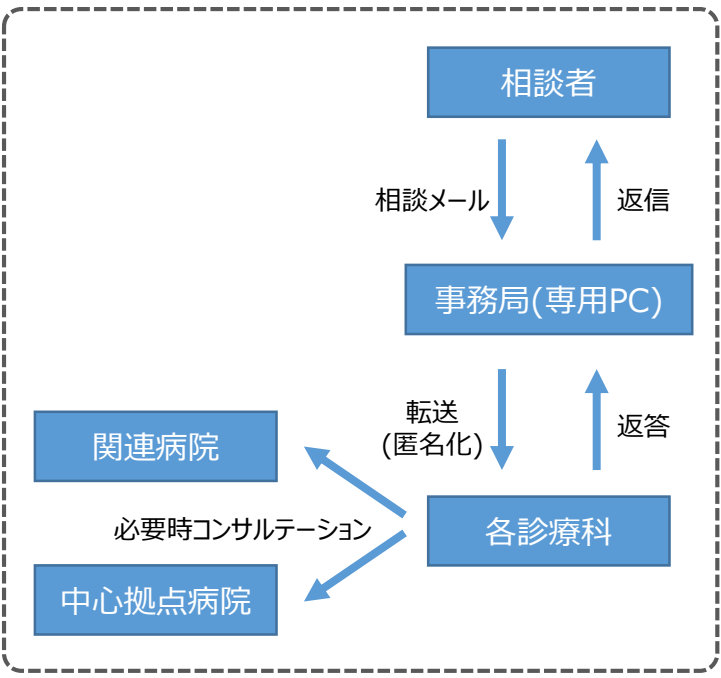 相談者
相談メール
返信
事務局(専用PC)
転送
(匿名化)
返答
関連病院
各診療科
必要時コンサルテーション
中心拠点病院